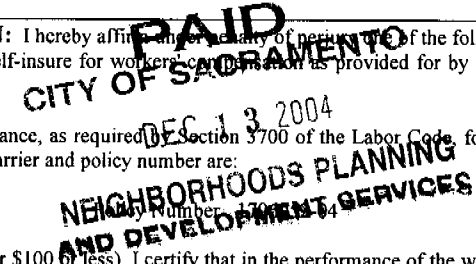 PAID
N: I hereby affirm under penalty of perjury one of the fol
elf-insure for workers' compensation as provided for by
CITY OF SACRAMENTO
DEC 13 2004
ance, as required by Section 3700 of the Labor Code, fo
arrier and policy number are:
NEIGHBORHOODS PLANNING
Policy Number
AND DEVELOPMENT SERVICES
r $100 or less) I certify that in the performance of the w